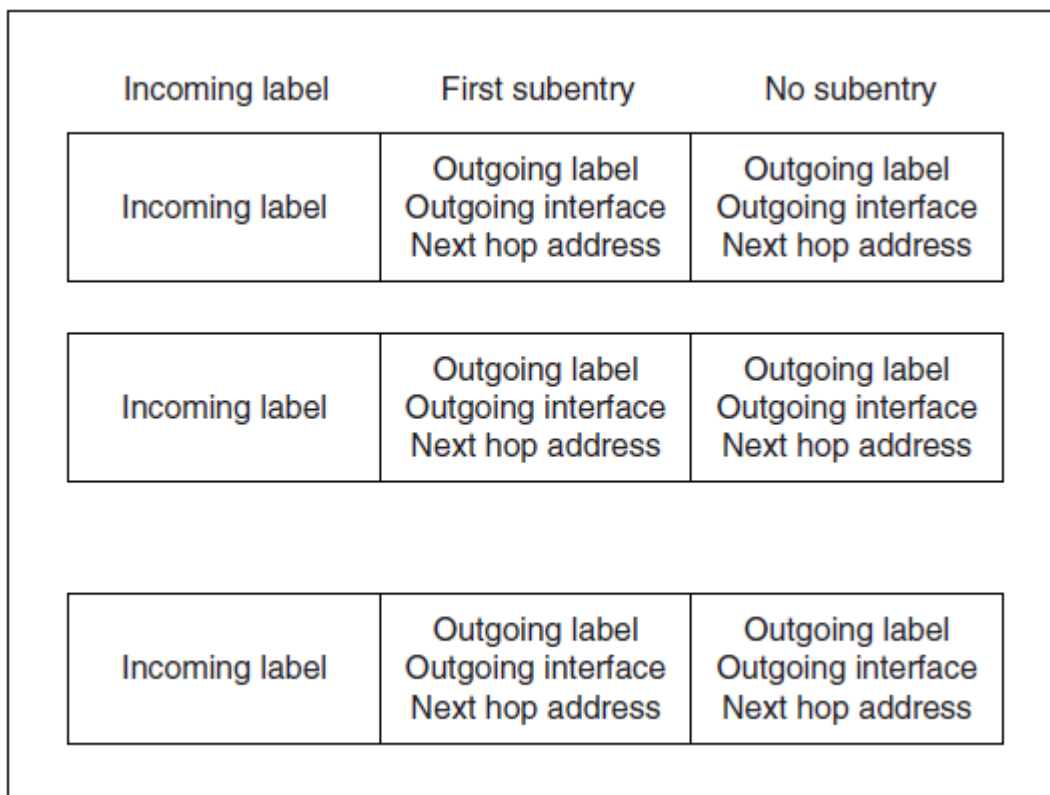 Incoming label First subentry No subentry
Incoming label
Outgoing label
Outgoing interface
Next hop address
Outgoing label
Outgoing interface
Next hop address
Incoming label
Outgoing label
Outgoing interface
Next hop address
Outgoing label
Outgoing interface
Next hop address
Incoming label
Outgoing label
Outgoing interface
Next hop address
Outgoing label
Outgoing interface
Next hop address